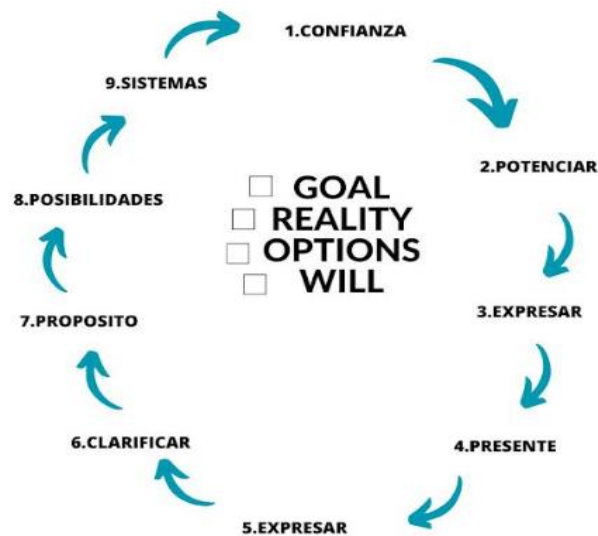 1.CONFIANZA
2.POTENCIAR
3.EXPRESAR
4.PRESENTE
5.EXPRESAR
6.CLARIFICAR
7.PROPOSITO
8.POSIBILIDADES
9.SISTEMAS
GOAL
REALITY
OPTIONS
WILL